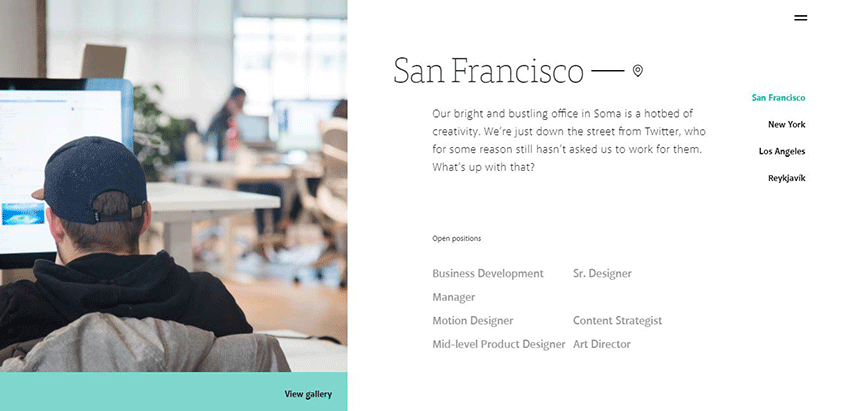 San Francisco
San Francisco
Our bright and bustling office in Soma is a hotbed of
creativity. We're just down the street from Twitter, who
for some reason still hasn't asked us to work for them.
What's up with that?
New York
Los Angeles
Reykjavík
Open positions
Business Development
Manager
Sr. Designer
Motion Designer
Content Strategist
Mid-level Product Designer
Art Director
View gallery